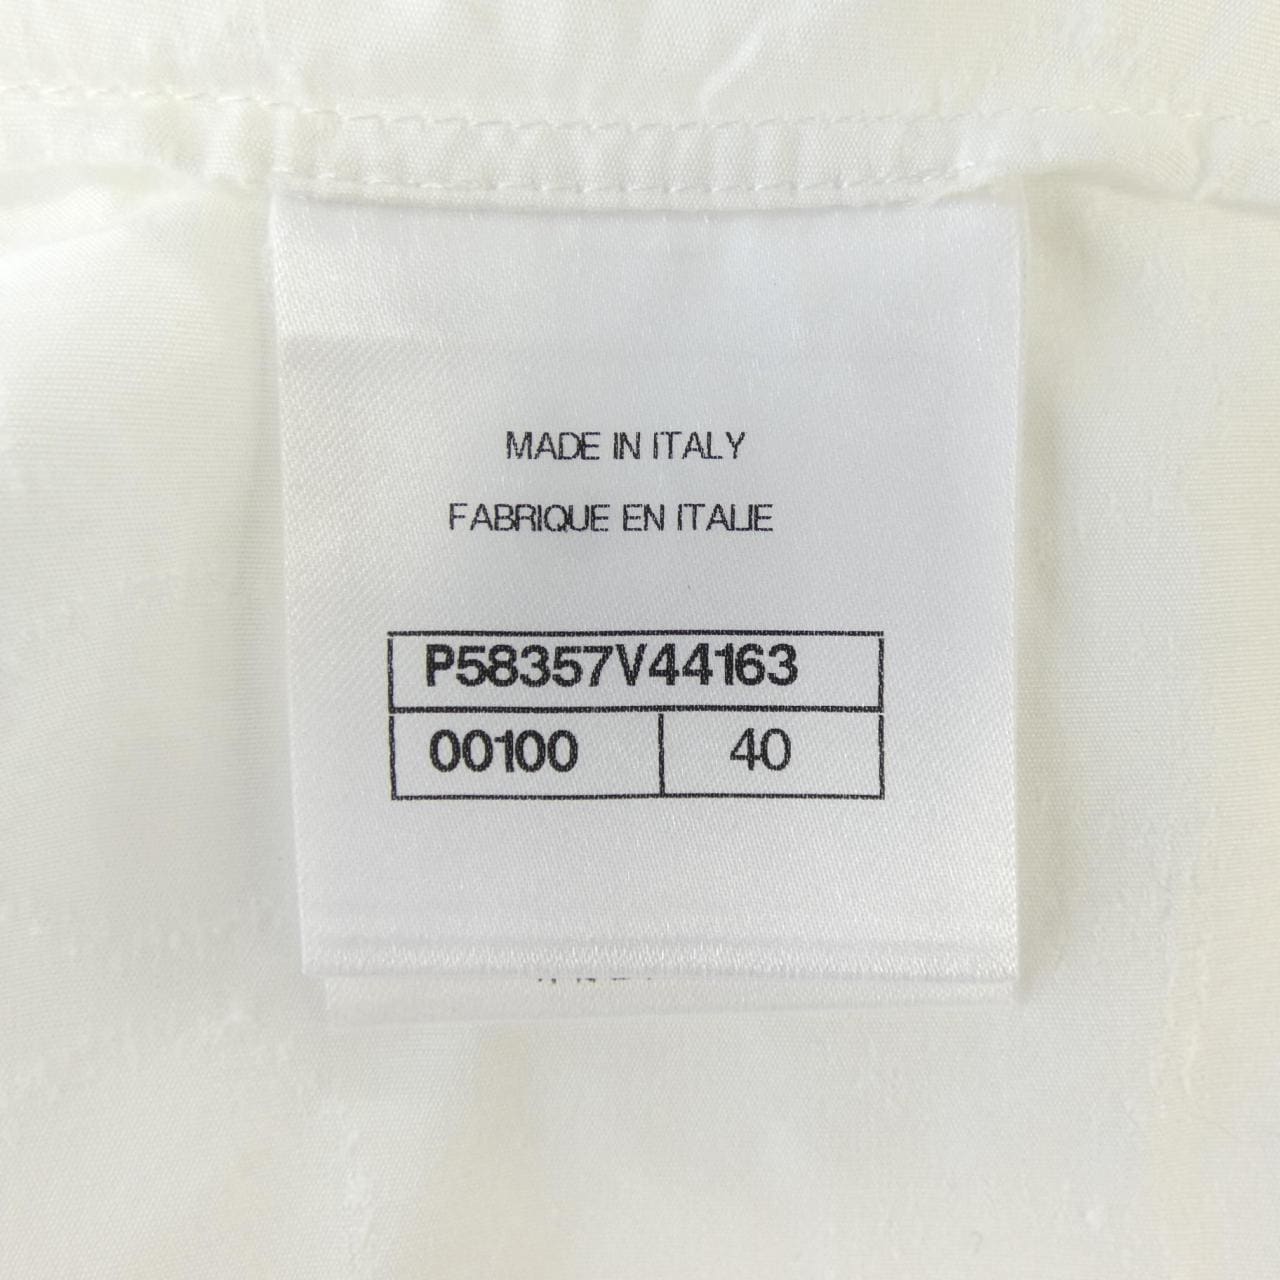 MADE IN ITALY
FABRIQUE EN ITALIE
P58357V44163
00100 40